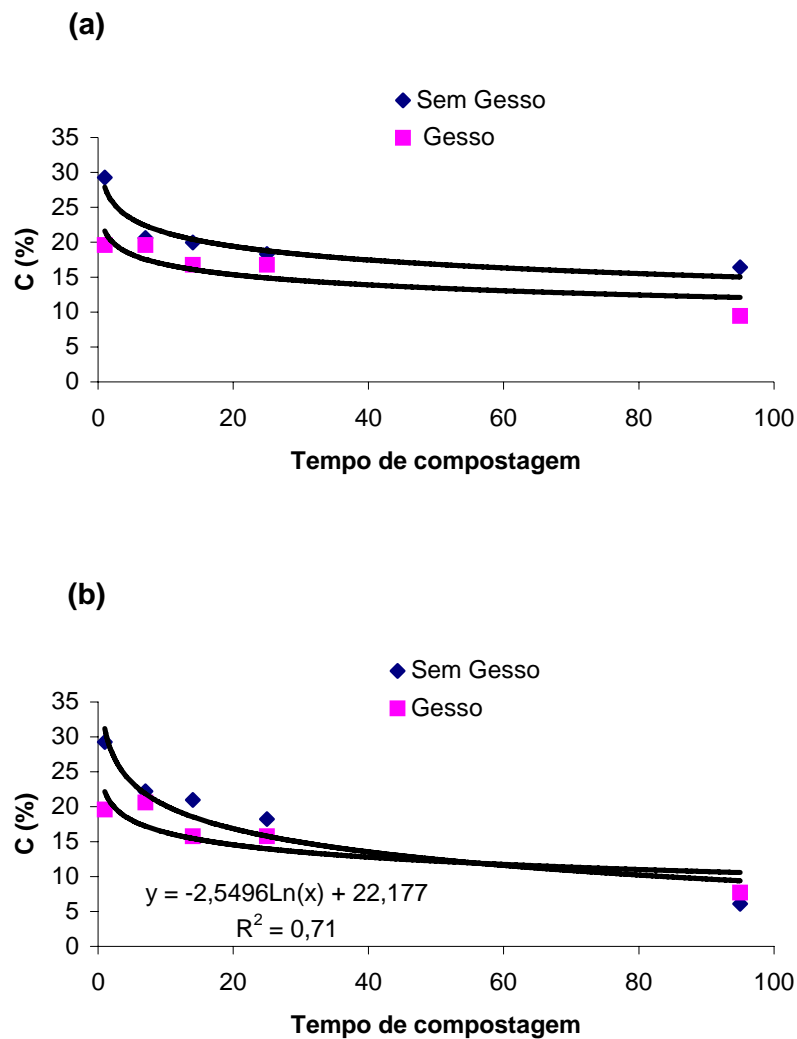 (a)
Sem Gesso
Gesso
35
30
25
20
15
10
5
0
C (%)
0 20 40 60 80 100
Tempo de compostagem
(b)
Sem Gesso
Gesso
35
30
25
20
15
10
5
0
C (%)
y = -2,5496Ln(x) + 22,177
R² = 0,71
0 20 40 60 80 100
Tempo de compostagem